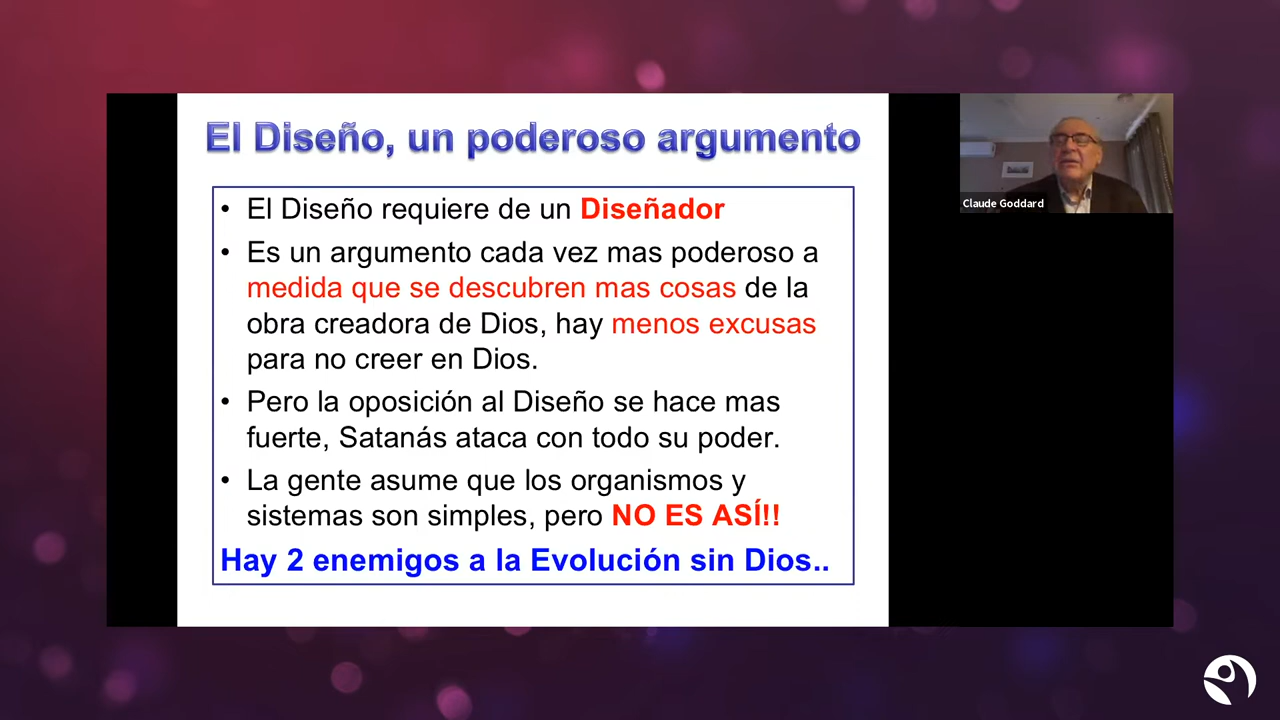 El Diseño, un poderoso argumento
• El Diseño requiere de un Diseñador
• Es un argumento cada vez mas poderoso a
medida que se descubren mas cosas de la
obra creadora de Dios, hay menos excusas
para no creer en Dios.
• Pero la oposición al Diseño se hace mas
fuerte, Satanás ataca con todo su poder.
• La gente asume que los organismos y
sistemas son simples, pero NO ES ASÍ!!
Hay 2 enemigos a la Evolución sin Dios..
Claude Goddard